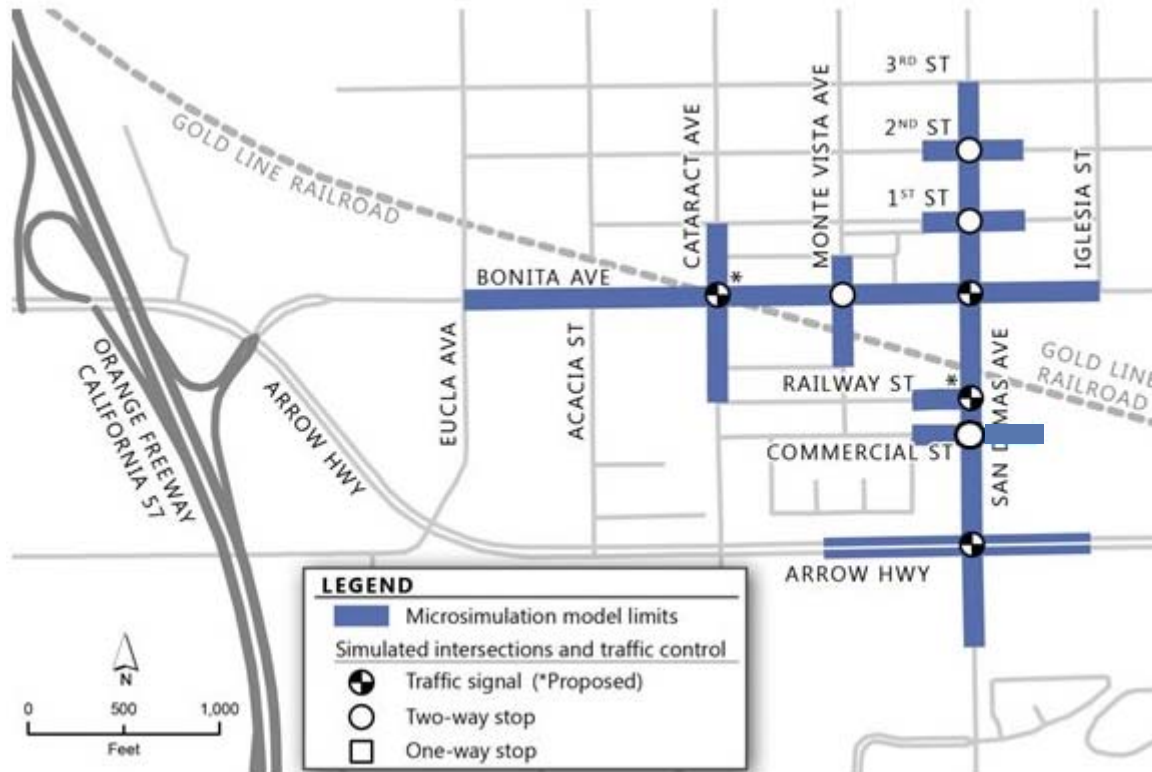 3RD ST
2ND ST
1ST ST
GOLD LINE RAILROAD
CATARACT AVE
MONTE VISTA AVE
IGLESIA ST
*
BONITA AVE
EUCLA AVA
ACACIA ST
ORANGE FREEWAY
CALIFORNIA 57
ARROW HWY
RAILWAY ST
*
COMMERCIAL ST
SAN D MAS AVE
GOLD LINE
RAILROAD
ARROW HWY
LEGEND
Microsimulation model limits
Simulated intersections and traffic control
Traffic signal (*Proposed)
Two-way stop
One-way stop
N
0 500 1,000
Feet